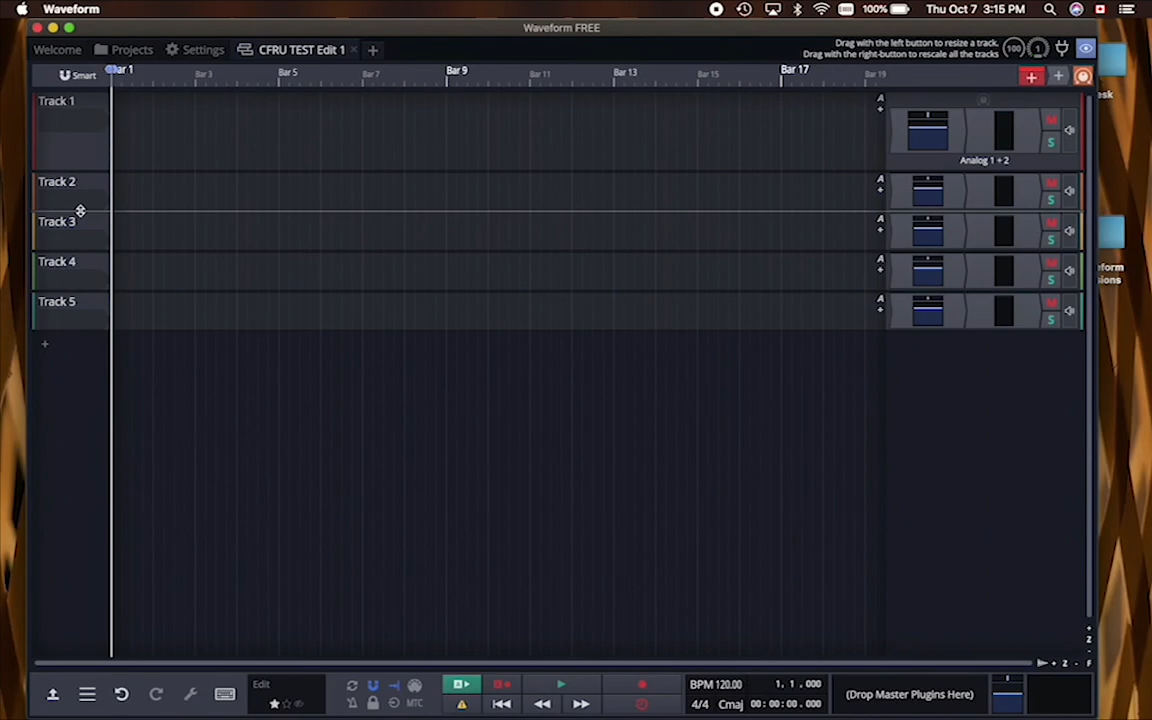 Waveform
100%
Thu Oct 7 3:15 PM
Waveform FREE
Welcome
Projects
Settings
CFRU TEST Edit 1
Drag with the left button to resize a track.
Drag with the right-button to rescale all the tracks
100
1
Smart
Bar 1
Bar 3
Bar 5
Bar 7
Bar 9
Bar 11
Bar 13
Bar 15
Bar 17
Bar 19
esk
Track 1
A
M
S
Analog 1 + 2
Track 2
A
M
S
Track 3
A
M
S
Track 4
A
M
S
Track 5
A
M
S
Z
Z
F
Edit
MTC
A
BPM 120.00
1, 1 .000
4/4
Cmaj
00: 00: 00 .000
(Drop Master Plugins Here)